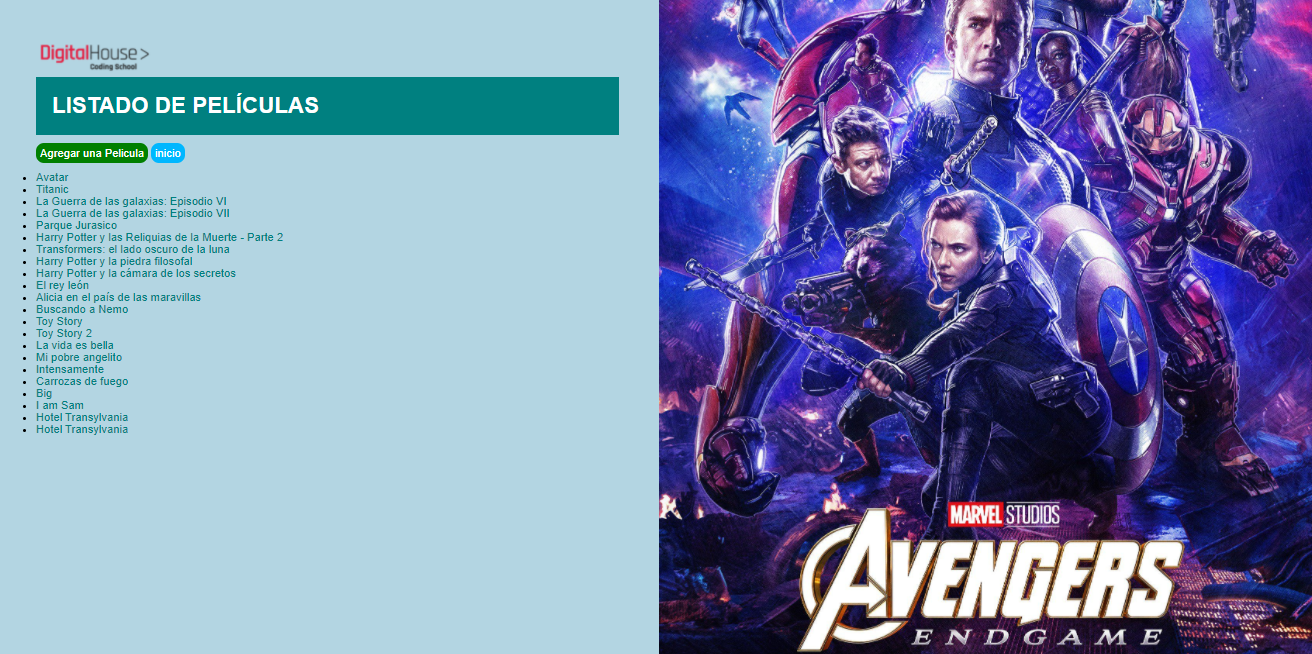 DigitalHouse>
Coding School
LISTADO DE PELÍCULAS
Agregar una Pelicula inicio
Avatar
Titanic
La Guerra de las galaxias: Episodio VI
La Guerra de las galaxias: Episodio VII
Parque Jurasico
Harry Potter y las Reliquias de la Muerte - Parte 2
Transformers: el lado oscuro de la luna
Harry Potter y la piedra filosofal
Harry Potter y la cámara de los secretos
El rey león
Alicia en el país de las maravillas
Buscando a Nemo
Toy Story
Toy Story 2
La vida es bella
Mi pobre angelito
Intensamente
Carrozas de fuego
Big
I am Sam
Hotel Transylvania
Hotel Transylvania
MARVEL STUDIOS
AVENGERS
ENDGAME